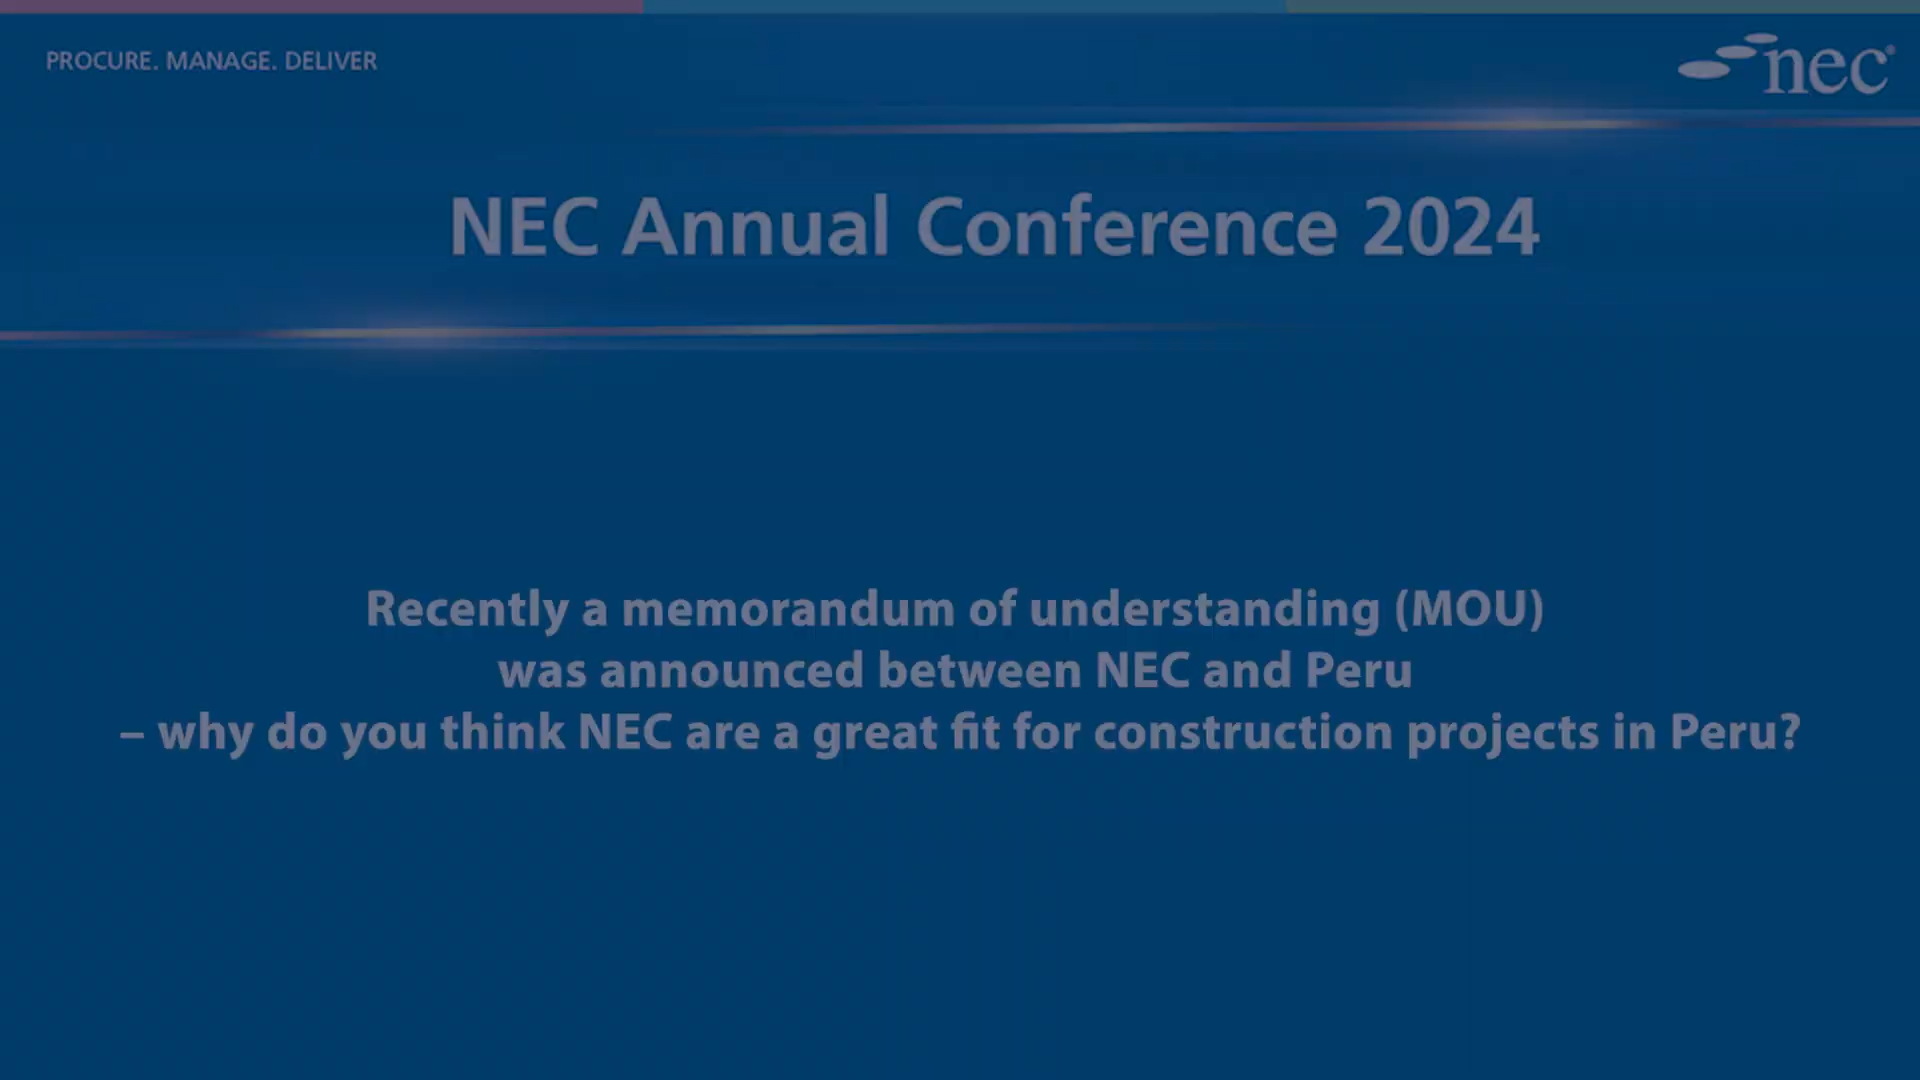 PROCURE. MANAGE. DELIVER
nec®
NEC Annual Conference 2024
Recently a memorandum of understanding (MOU)
was announced between NEC and Peru
– why do you think NEC are a great fit for construction projects in Peru?